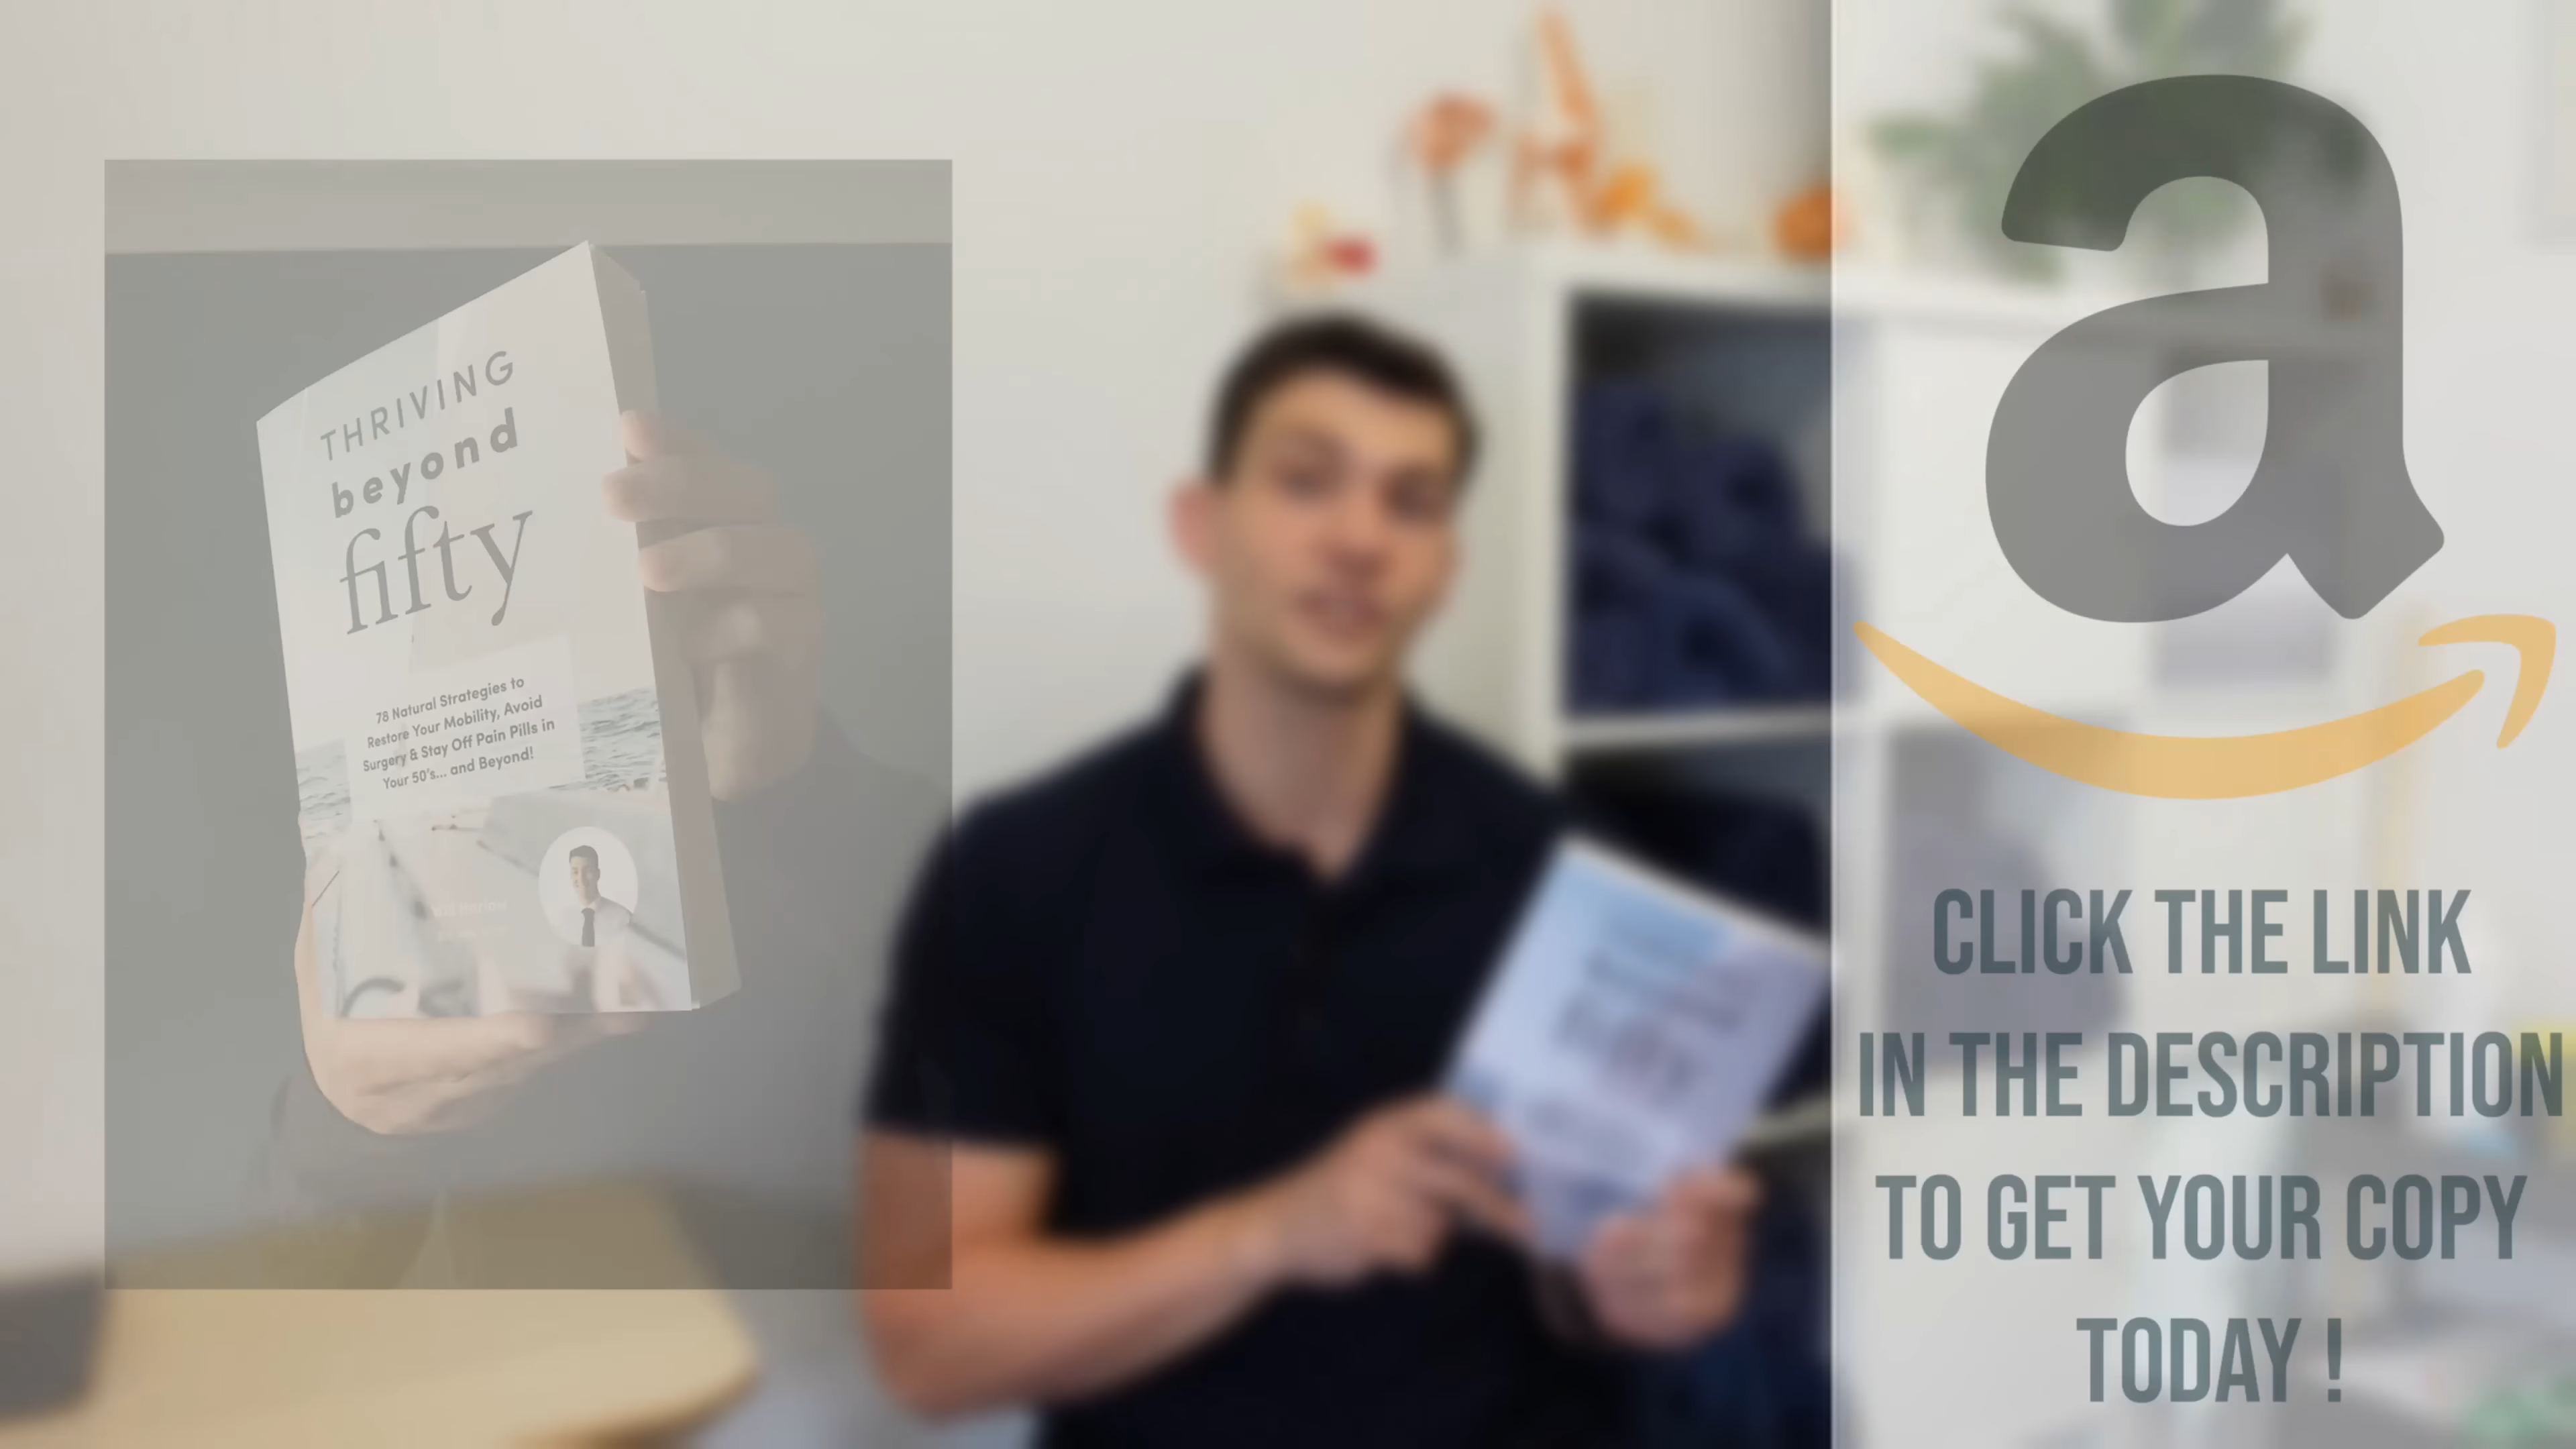 THRIVING
beyond
fifty
78 Natural Strategies to
Restore Your Mobility, Avoid
Surgery & Stay Off Pain Pills in
Your 50's... and Beyond!
a
CLICK THE LINK
IN THE DESCRIPTION
TO GET YOUR COPY
TODAY !